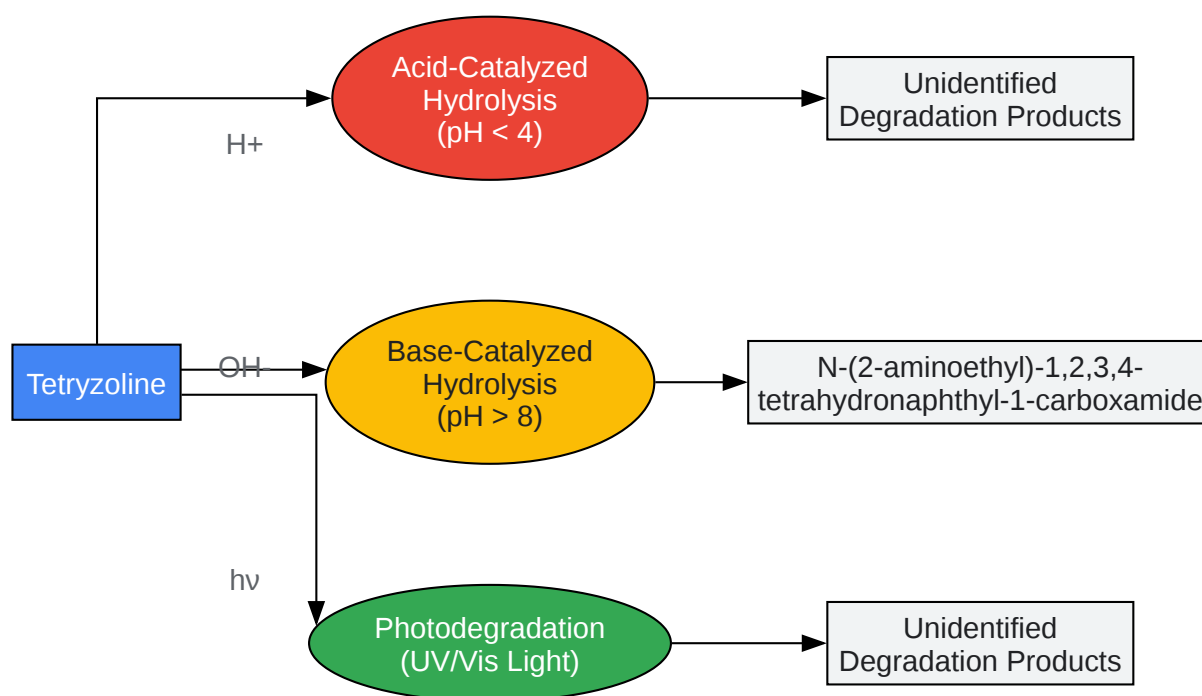 Acid-Catalyzed
Hydrolysis
(pH < 4)
Unidentified
Degradation Products
H+
Tetryzoline
OH-
Base-Catalyzed
Hydrolysis
(pH > 8)
N-(2-aminoethyl)-1,2,3,4-
tetrahydronaphthyl-1-carboxamide
hν
Photodegradation
(UV/Vis Light)
Unidentified
Degradation Products